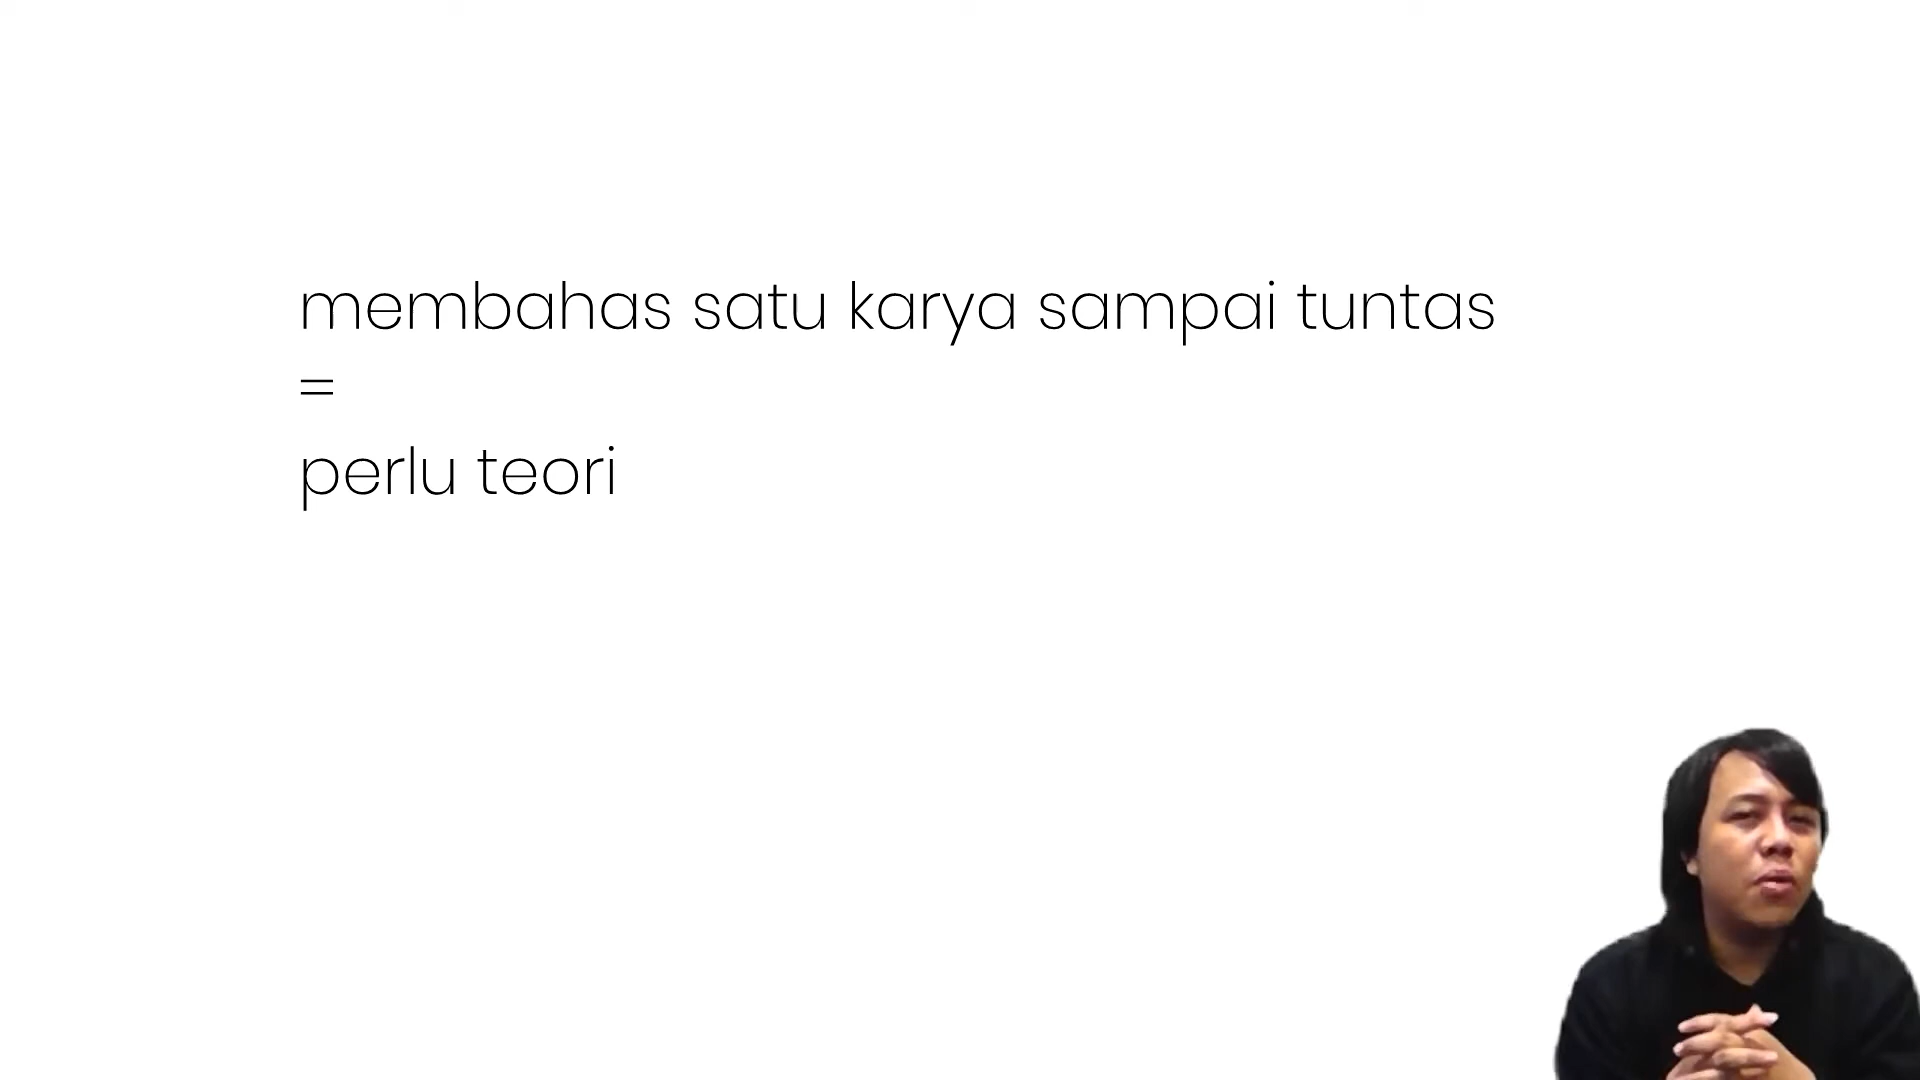 membahas satu karya sampai tuntas
=
perlu teori